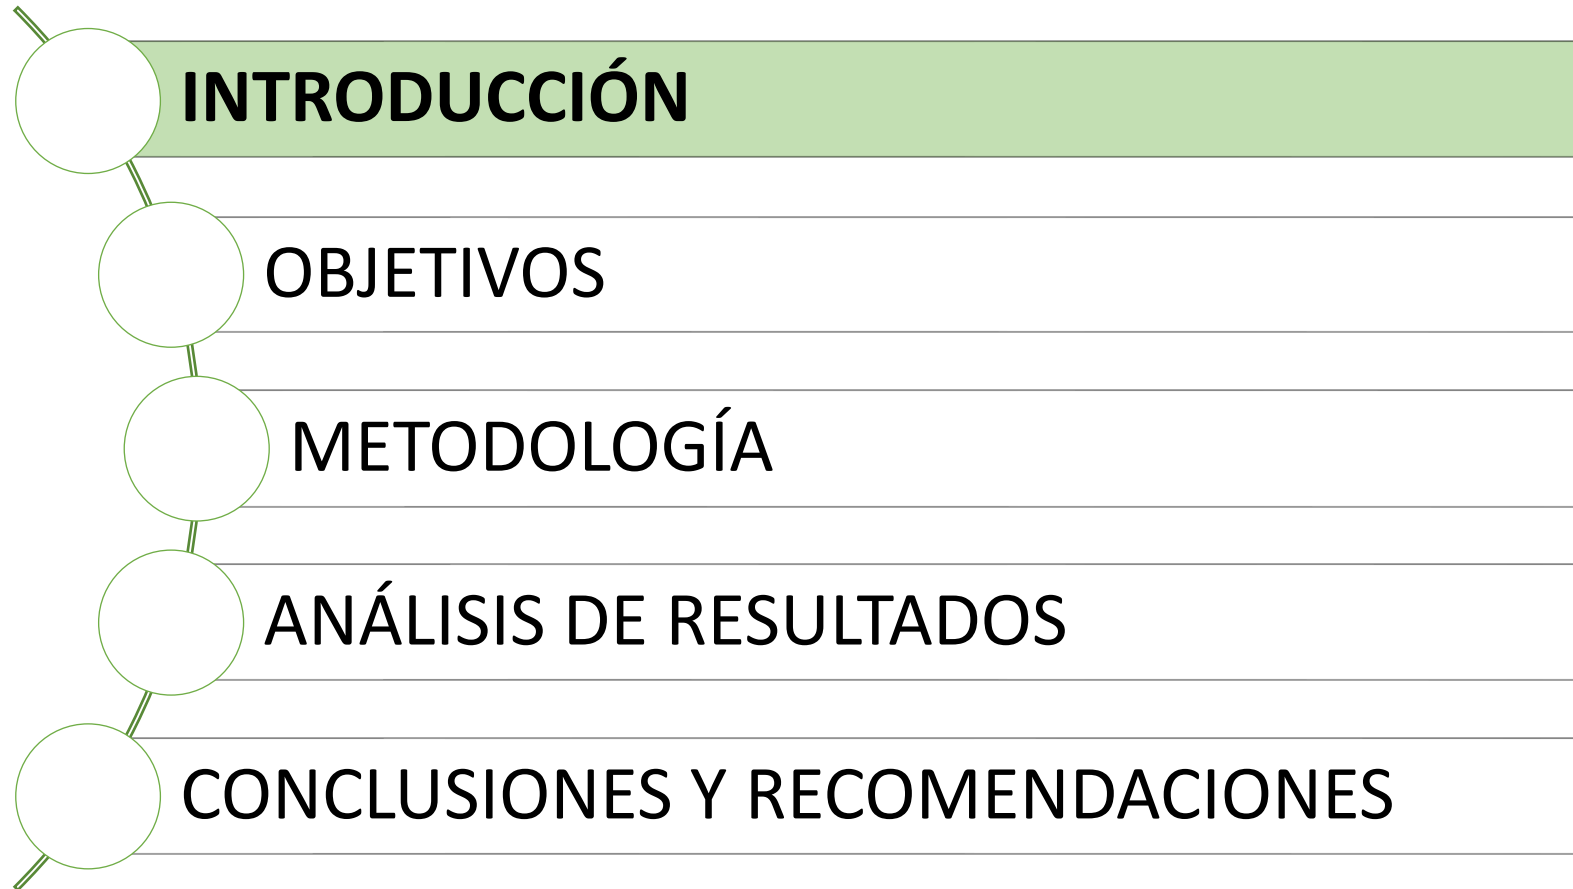 INTRODUCCIÓN
OBJETIVOS
METODOLOGÍA
ANÁLISIS DE RESULTADOS
CONCLUSIONES Y RECOMENDACIONES